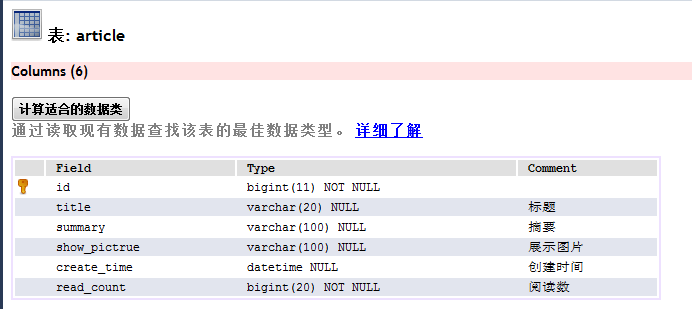 表: article
Columns (6)
计算适合的数据类
通过读取现有数据查找该表的最佳数据类型。 详细了解
Field Type Comment
id bigint(11) NOT NULL
title varchar(20) NULL 标题
summary varchar(100) NULL 摘要
show_pictrue varchar(100) NULL 展示图片
create_time datetime NULL 创建时间
read_count bigint(20) NOT NULL 阅读数